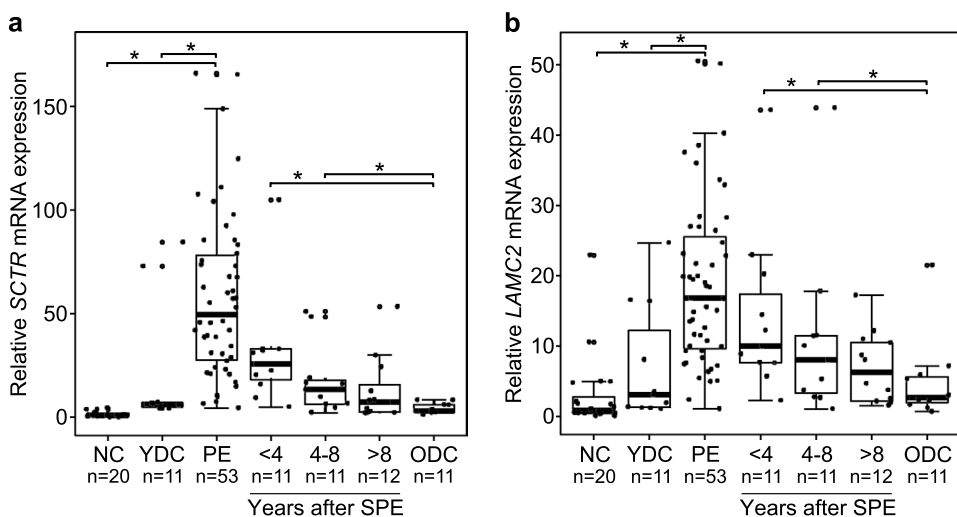 a
Relative SCTR mRNA expression
150
100
50
0
* *
* *
NC YDC PE <4 4-8 >8 ODC
n=20 n=11 n=53 n=11 n=11 n=12 n=11
Years after SPE
b
Relative LAMC2 mRNA expression
50
40
30
20
10
0
* *
* *
NC YDC PE <4 4-8 >8 ODC
n=20 n=11 n=53 n=11 n=11 n=12 n=11
Years after SPE